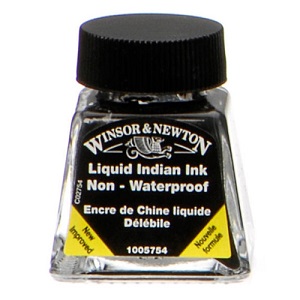 WINSOR & NEWTON
Liquid Indian Ink
Non - Waterproof
C02754
Encre de Chine liquide
Délébile
New
Improved
1005754
Nouvelle
formule